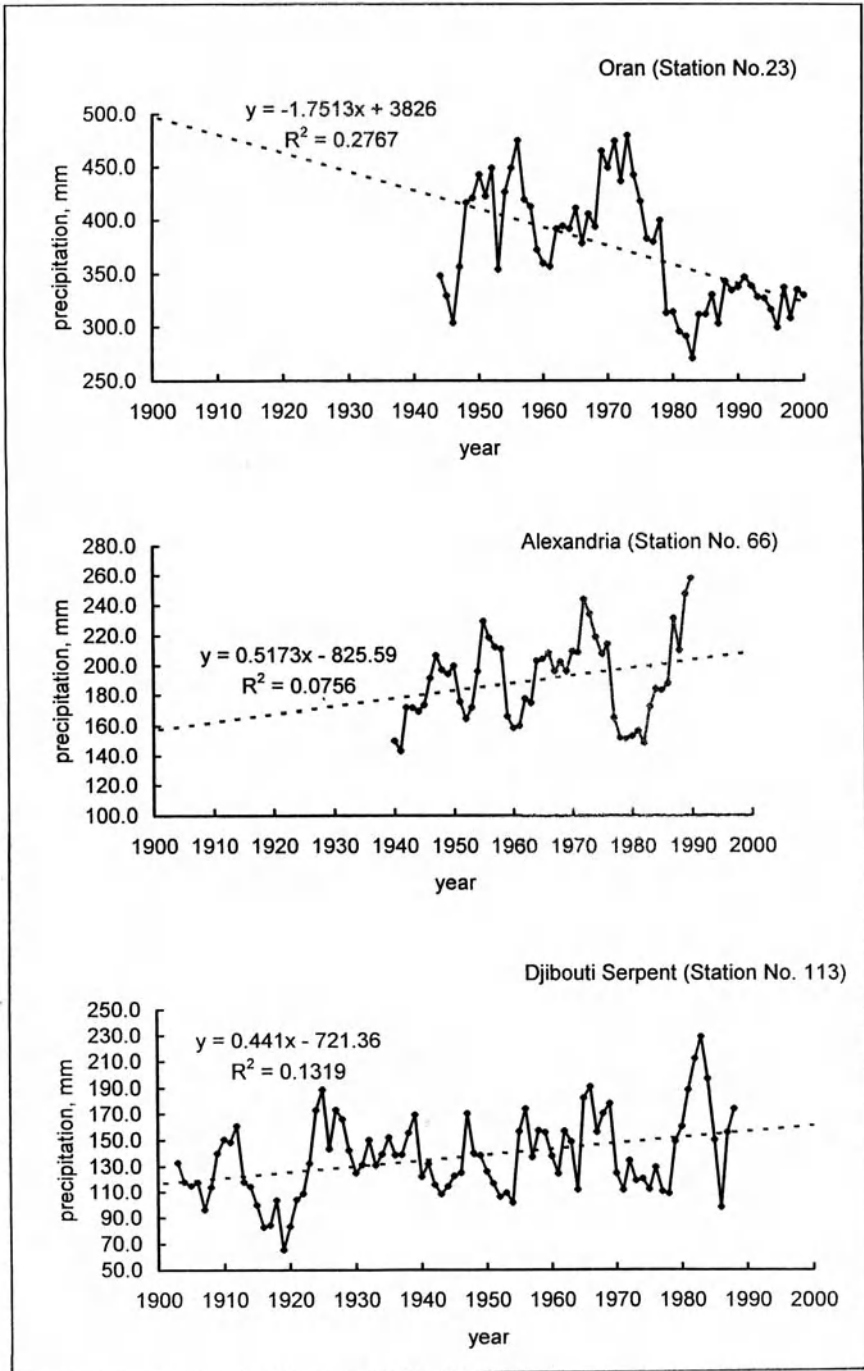 Oran (Station No.23)
y = -1.7513x + 3826
R² = 0.2767
precipitation, mm
500.0
450.0
400.0
350.0
300.0
250.0
1900 1910 1920 1930 1940 1950 1960 1970 1980 1990 2000
year
Alexandria (Station No. 66)
y = 0.5173x - 825.59
R² = 0.0756
precipitation, mm
280.0
260.0
240.0
220.0
200.0
180.0
160.0
140.0
120.0
100.0
1900 1910 1920 1930 1940 1950 1960 1970 1980 1990 2000
year
Djibouti Serpent (Station No. 113)
y = 0.441x - 721.36
R² = 0.1319
precipitation, mm
250.0
230.0
210.0
190.0
170.0
150.0
130.0
110.0
90.0
70.0
50.0
1900 1910 1920 1930 1940 1950 1960 1970 1980 1990 2000
year